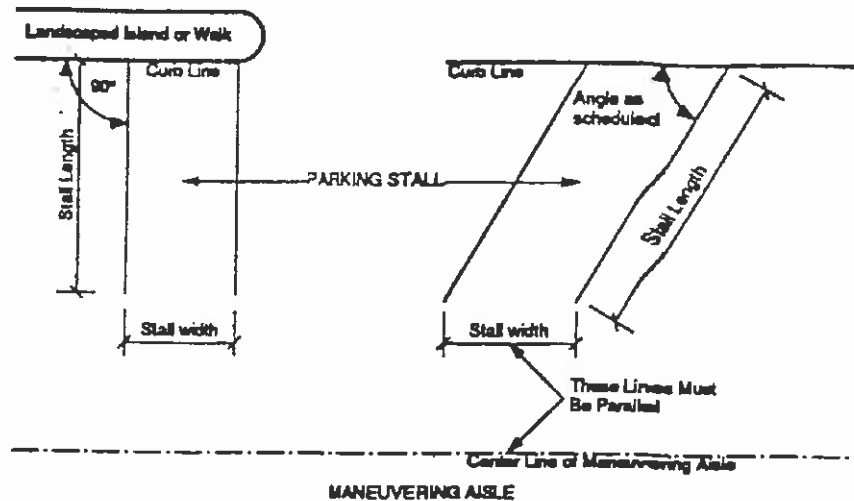 Landscaped Island or Walk
Curb Line
Curb Line
90°
Angle as
scheduled
Stall Length
PARKING STALL
Stall Length
Stall width
Stall width
These Lines Must
Be Parallel
Center Line of Maneuvering Aisle
MANEUVERING AISLE